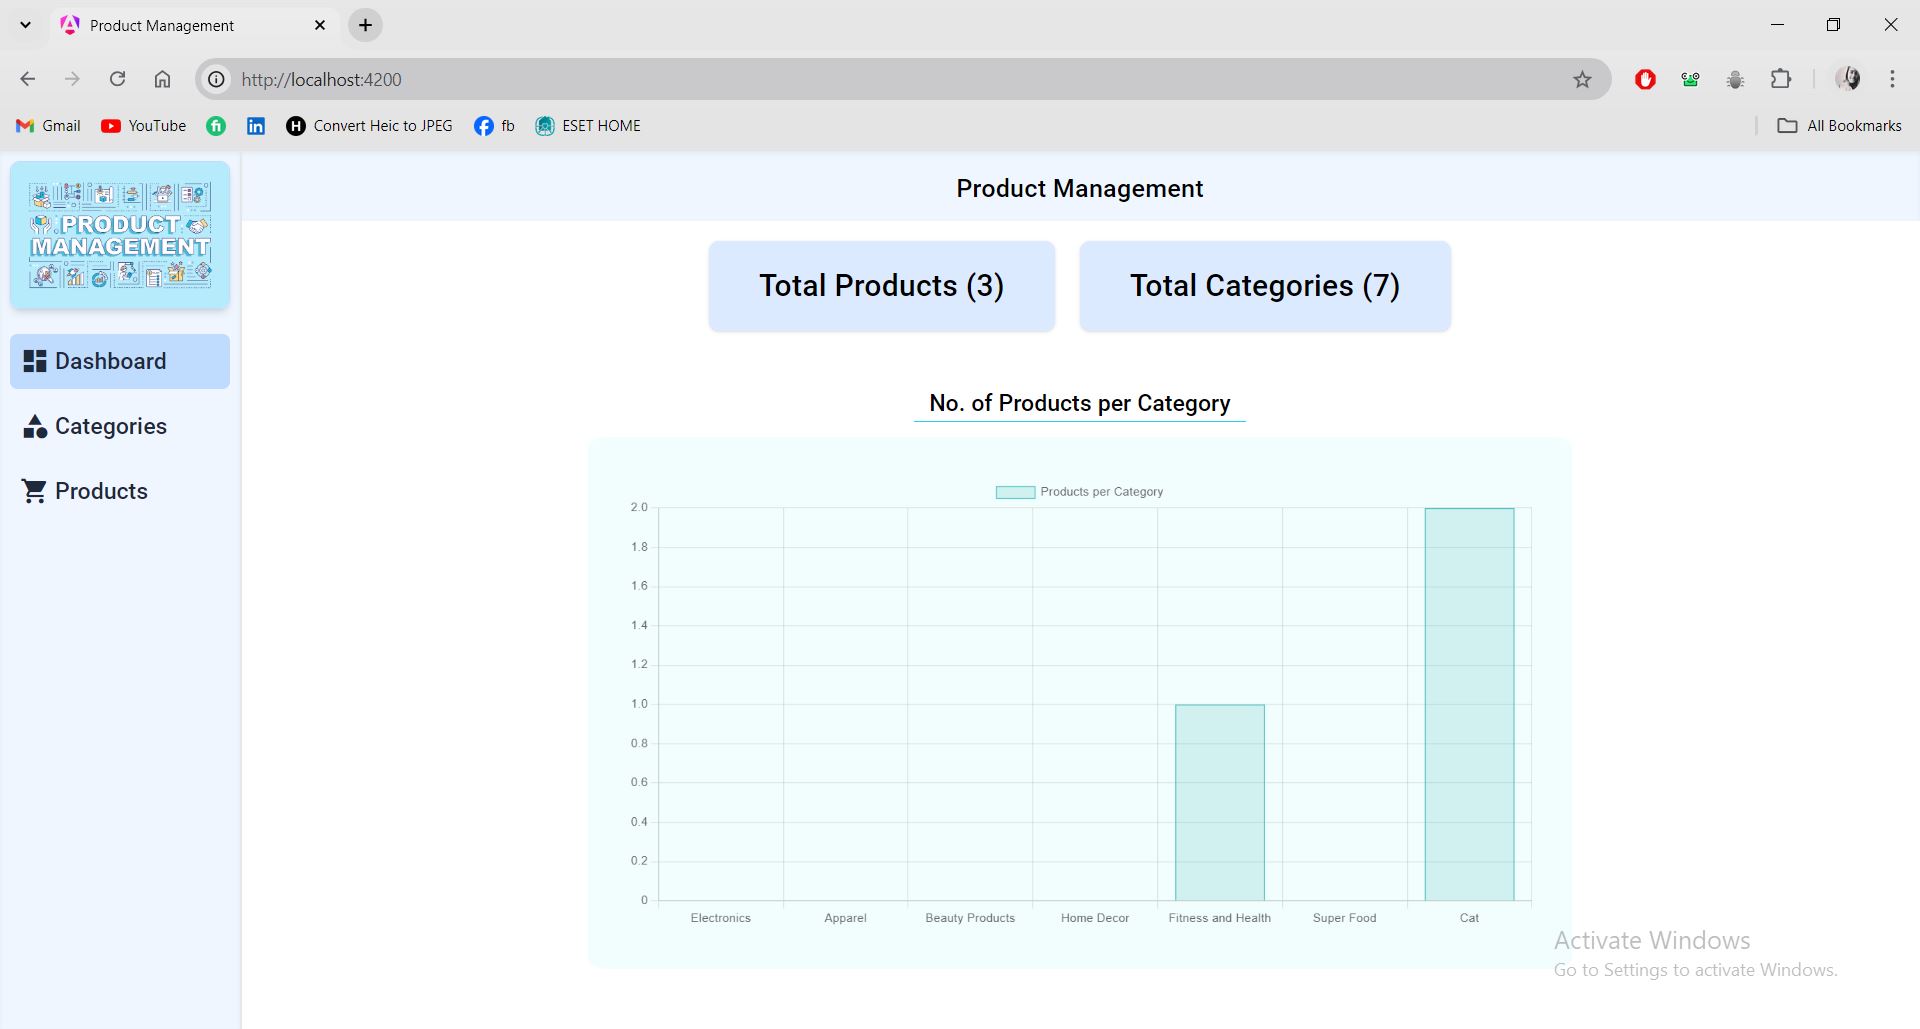 Product Management
http://localhost:4200
Gmail YouTube fi in H Convert Heic to JPEG fb ESET HOME All Bookmarks
PRODUCT
MANAGEMENT
Dashboard
Categories
Products
Product Management
Total Products (3) Total Categories (7)
No. of Products per Category
Products per Category
2.0
1.8
1.6
1.4
1.2
1.0
0.8
0.6
0.4
0.2
0
Electronics Apparel Beauty Products Home Decor Fitness and Health Super Food Cat
Activate Windows
Go to Settings to activate Windows.